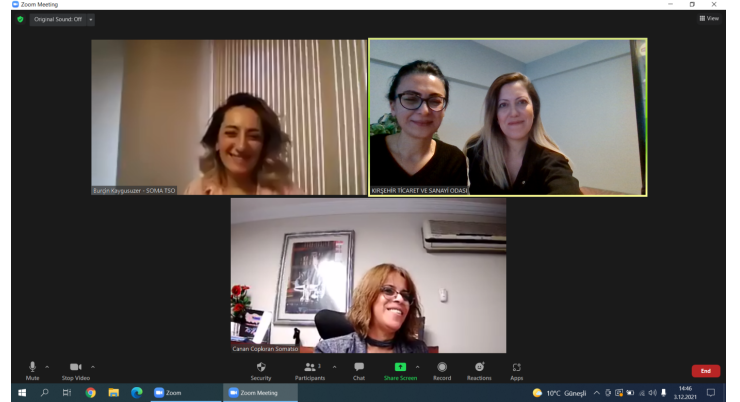 Zoom Meeting
Original Sound: Off
View
Burçin Kaygusuzer - SOMA TSO
KIRŞEHİR TİCARET VE SANAYİ ODASI
Canan Çopkıran Somatso
Mute
Stop Video
Security
Participants
3
Chat
Share Screen
Record
Reactions
Apps
End
Zoom
Zoom Meeting
10°C Güneşli
14:46
3.12.2021